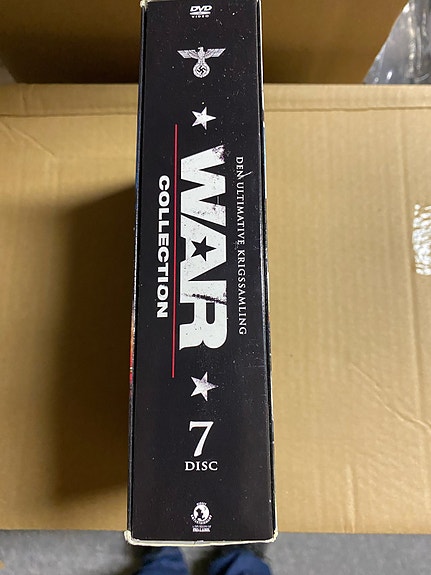 DVD
VIDEO
DEN ULTIMATIVE KRIGSSAMLING
WAR
COLLECTION
7
DISC